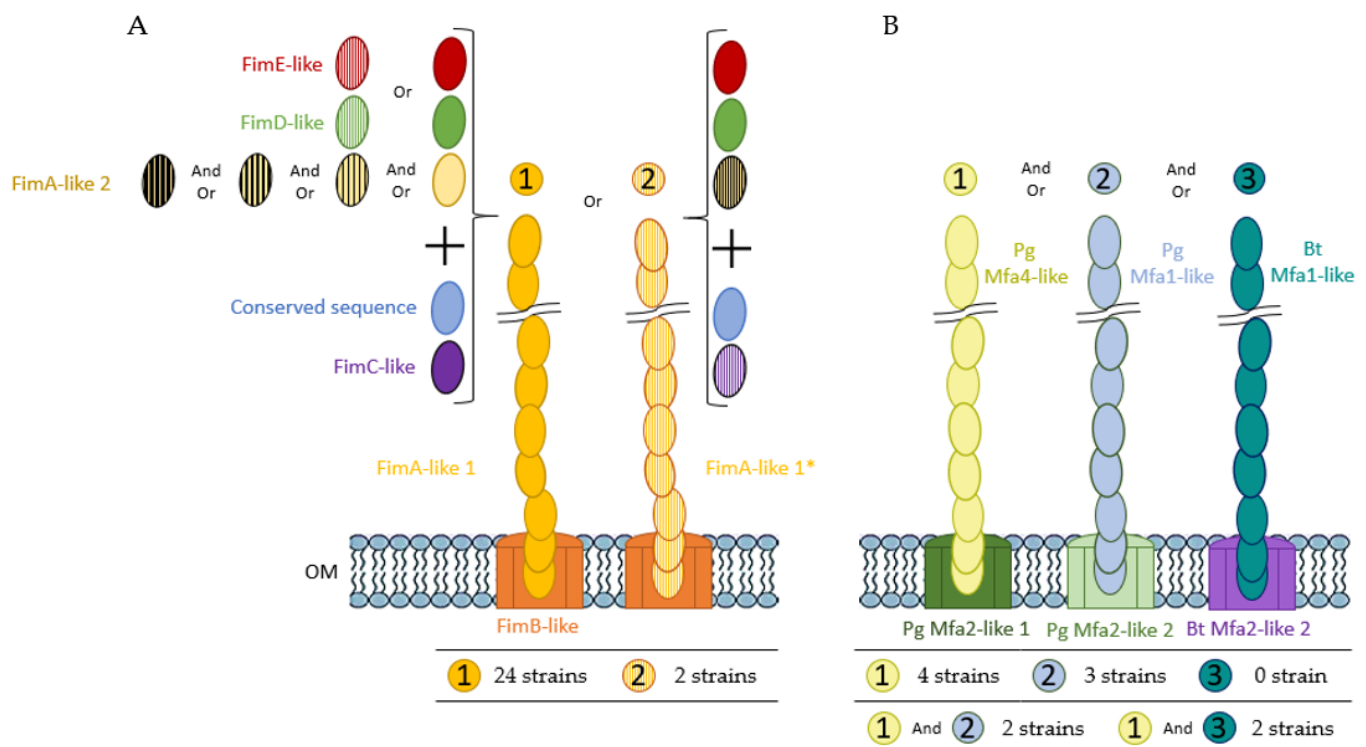 A
B
FimE-like
Or
FimD-like
FimA-like 2
And
Or
And
Or
And
Or
1
Or
2
Conserved sequence
FimC-like
FimA-like 1
FimA-like 1*
OM
FimB-like
1 24 strains
2 2 strains
1
And
Or
2
And
Or
3
Pg
Mfa4-like
Pg
Mfa1-like
Bt
Mfa1-like
Pg Mfa2-like 1
Pg Mfa2-like 2
Bt Mfa2-like 2
1 4 strains
2 3 strains
3 0 strain
1 And 2 2 strains
1 And 3 2 strains